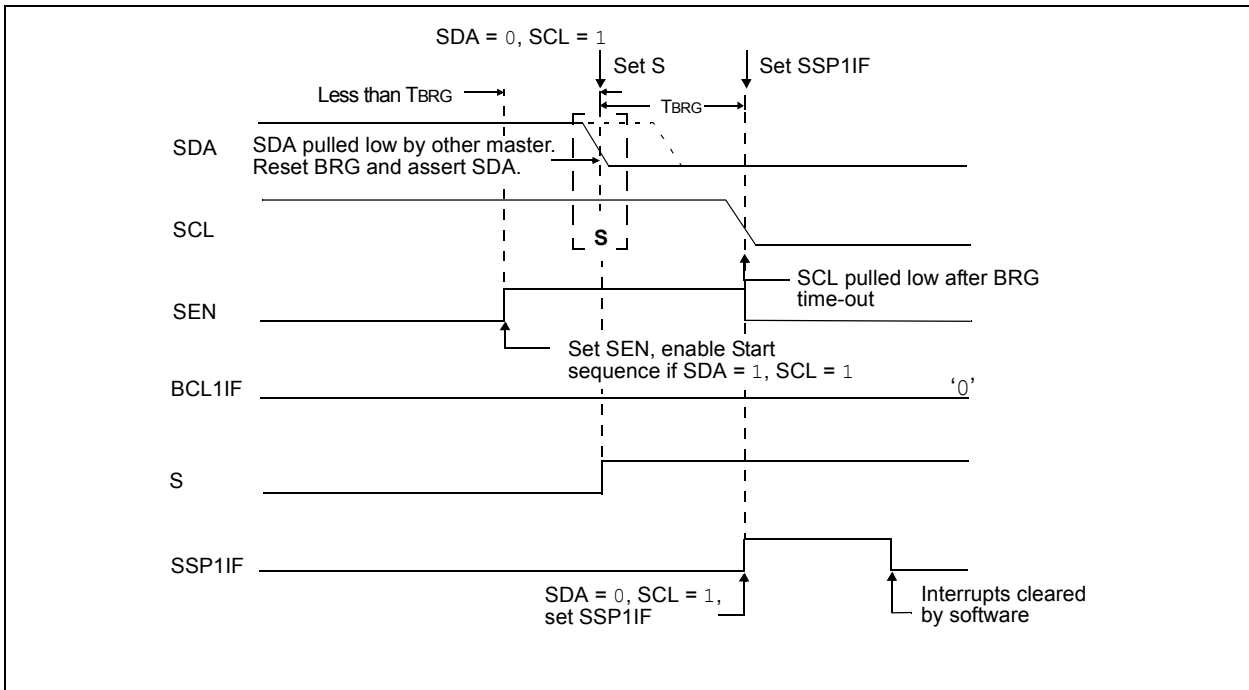 SDA = 0, SCL = 1
Set S
Set SSP1IF
Less than TBRG
TBRG
SDA
SDA pulled low by other master.
Reset BRG and assert SDA.
SCL
S
SCL pulled low after BRG
time-out
SEN
Set SEN, enable Start
sequence if SDA = 1, SCL = 1
BCL1IF
‘0’
S
SSP1IF
SDA = 0, SCL = 1,
set SSP1IF
Interrupts cleared
by software